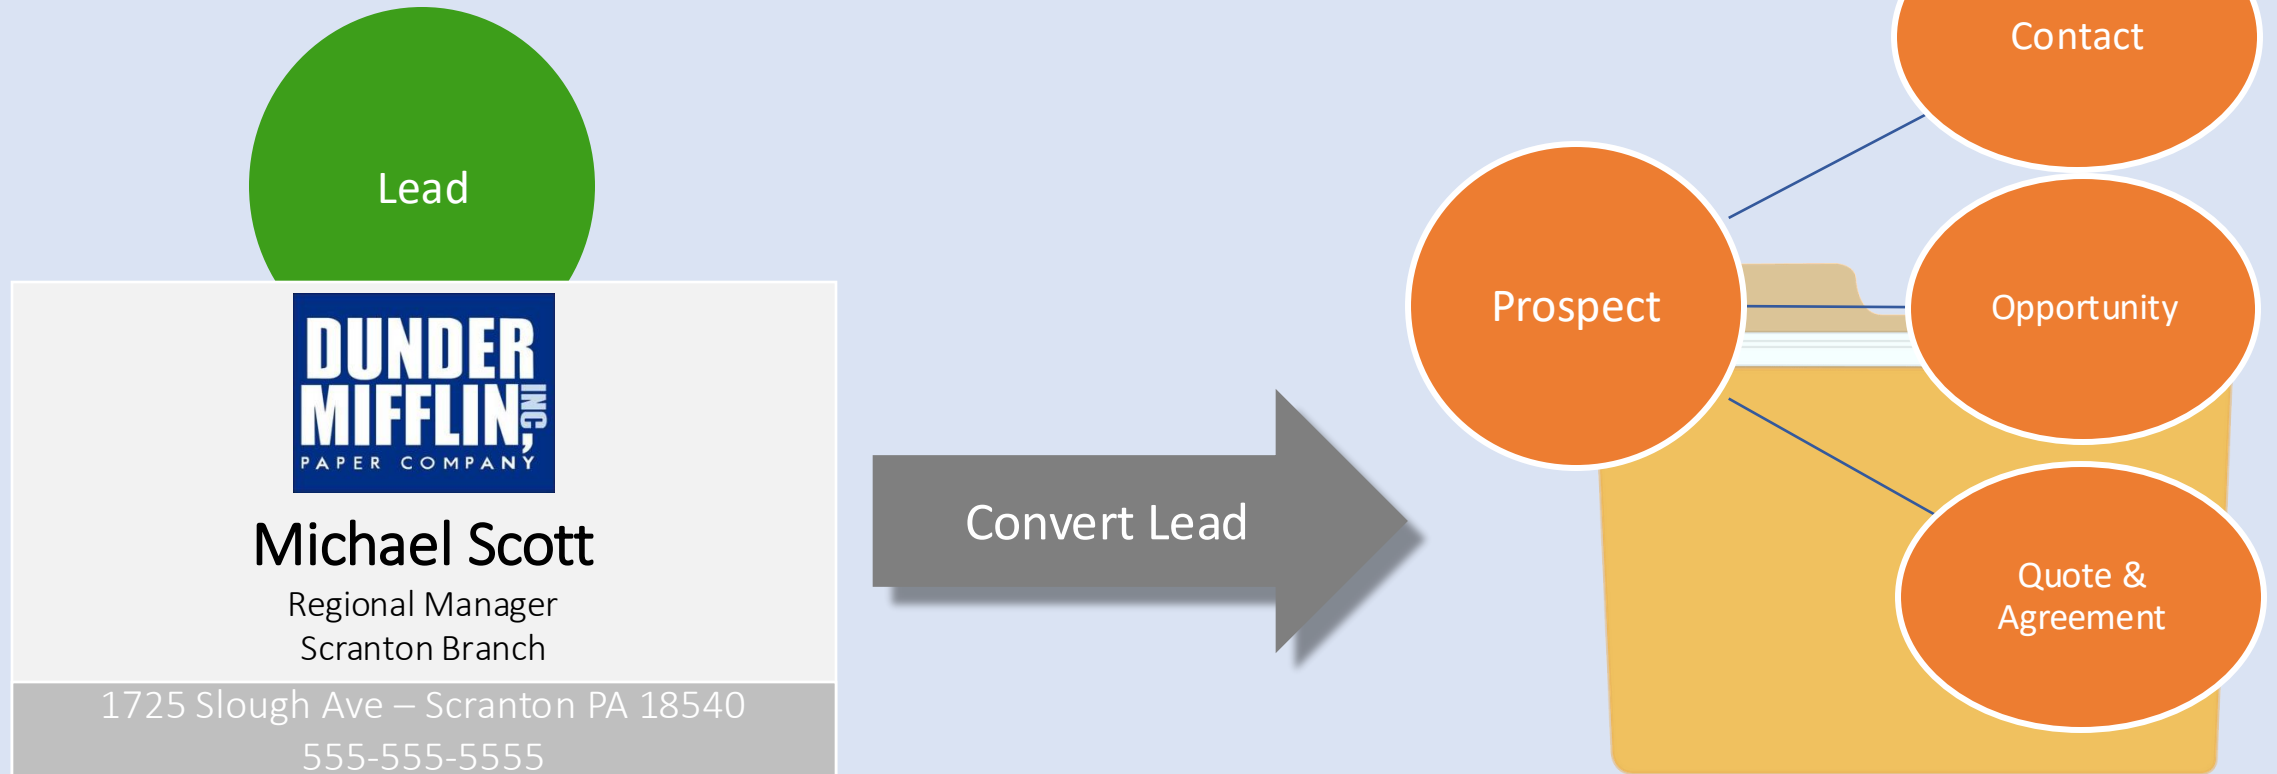 Lead
DUNDER
MIFFLIN, INC
PAPER COMPANY
Michael Scott
Regional Manager
Scranton Branch
1725 Slough Ave – Scranton PA 18540
555-555-5555
Convert Lead
Prospect
Contact
Opportunity
Quote &
Agreement